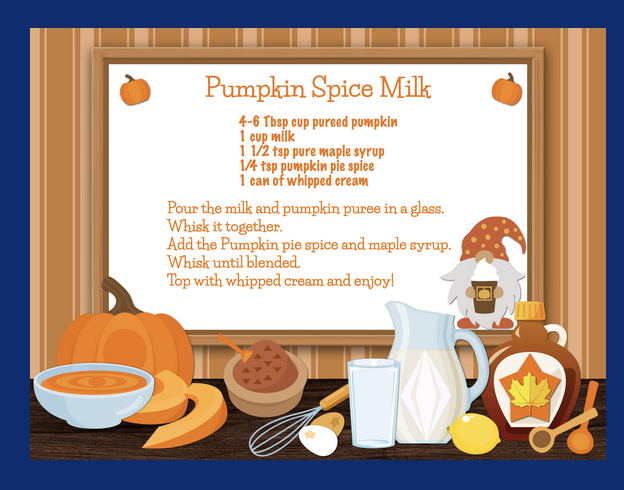 Pumpkin Spice Milk
4-6 Tbsp cup pureed pumpkin
1 cup milk
1 1/2 tsp pure maple syrup
1/4 tsp pumpkin pie spice
1 can of whipped cream
Pour the milk and pumpkin puree in a glass.
Whisk it together.
Add the Pumpkin pie spice and maple syrup.
Whisk until blended.
Top with whipped cream and enjoy!